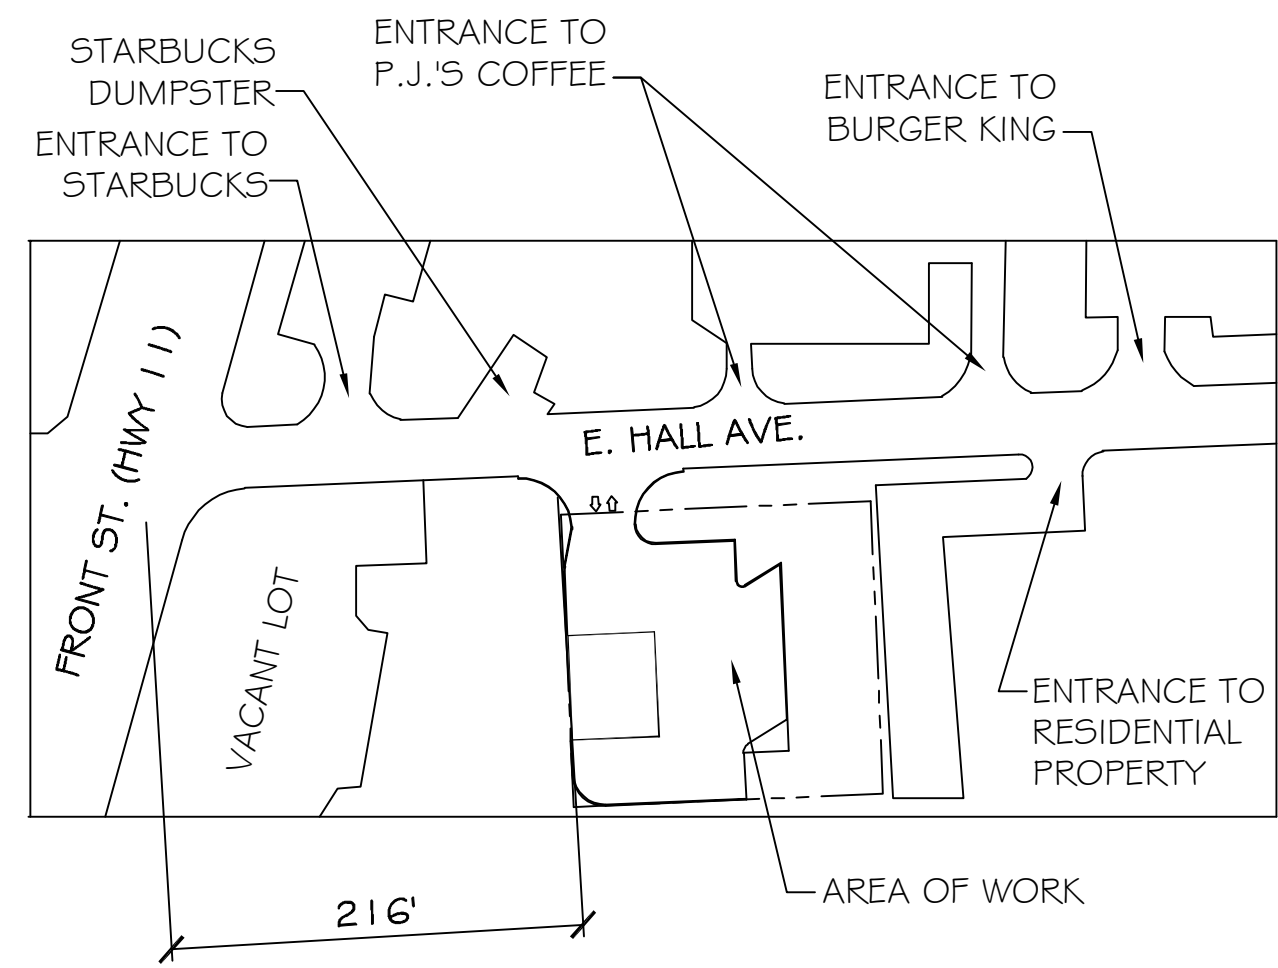 ENTRANCE TO
P.J.'S COFFEE
STARBUCKS
DUMPSTER
ENTRANCE TO
BURGER KING
ENTRANCE TO
STARBUCKS
FRONT ST. (HWY 11)
E. HALL AVE.
VACANT LOT
ENTRANCE TO
RESIDENTIAL
PROPERTY
AREA OF WORK
216'